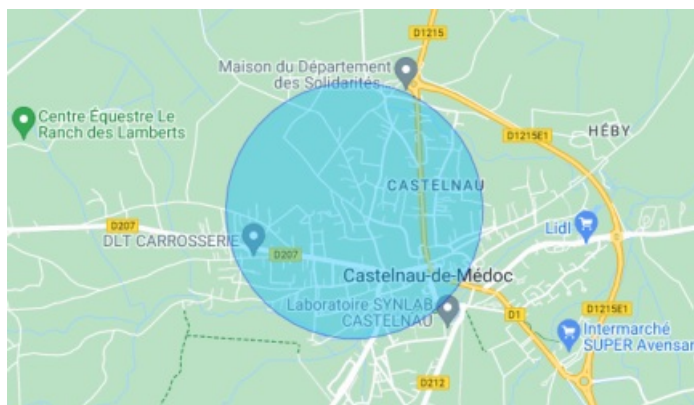 D1215
Maison du Département
des Solidarités
Centre Équestre Le
Ranch des Lamberts
D1215E1
HÉBY
CASTELNAU
D207
Lidl
DLT CARROSSERIE
D207
Castelnau-de-Médoc
Laboratoire SYNLAB
CASTELNAU
D1
D1215E1
Intermarché
SUPER Avensan
D212